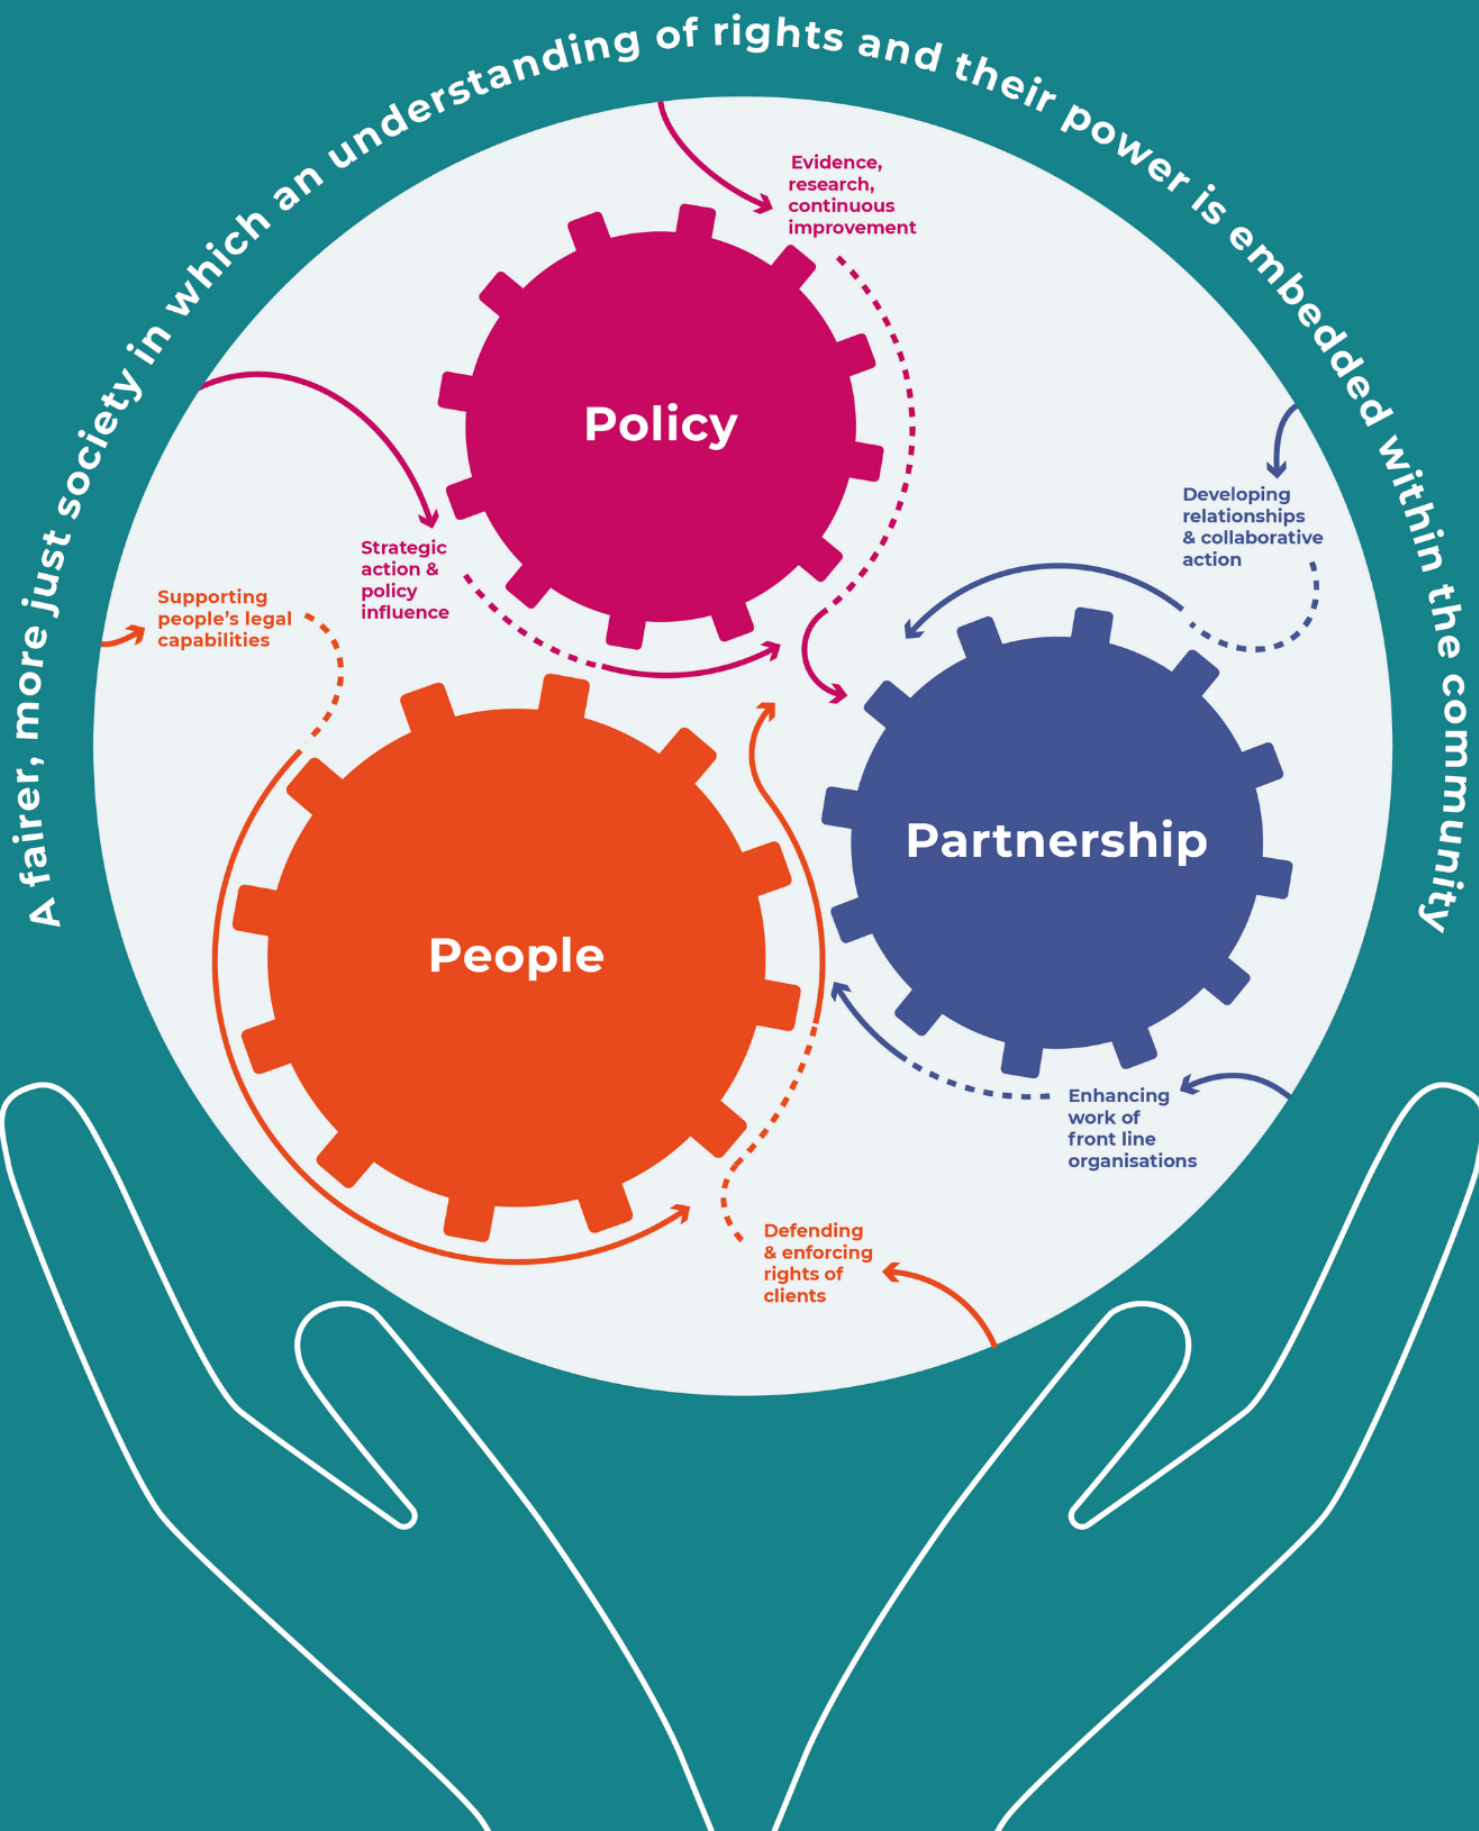 A fairer, more just society in which an understanding of rights and their power is embedded within the community
Evidence,
research,
continuous
improvement
Policy
Developing
relationships
& collaborative
action
Strategic
action &
policy
influence
Supporting
people's legal
capabilities
Partnership
People
Enhancing
work of
front line
organisations
Defending
& enforcing
rights of
clients